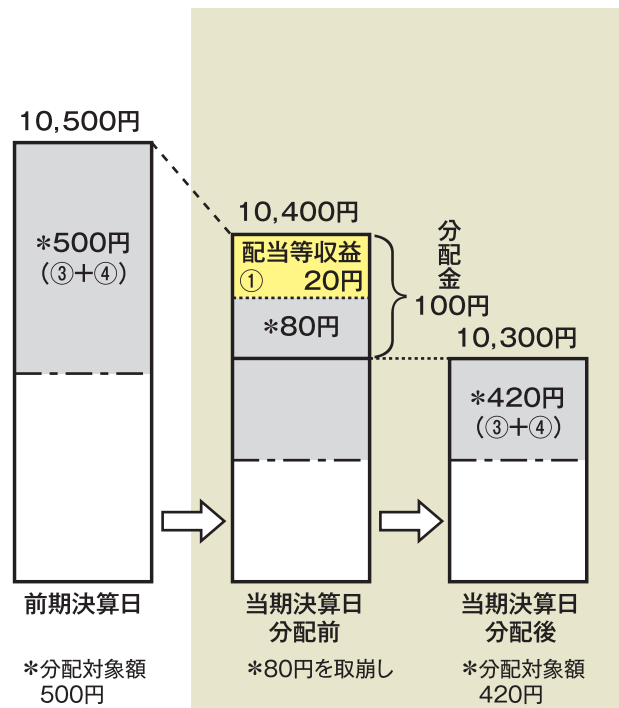 10,500円
*500円
(③+④)
10,400円
配当等収益
① 20円
*80円
分配金
100円
10,300円
*420円
(③+④)
前期決算日
当期決算日
分配前
当期決算日
分配後
*分配対象額
500円
*80円を取崩し
*分配対象額
420円